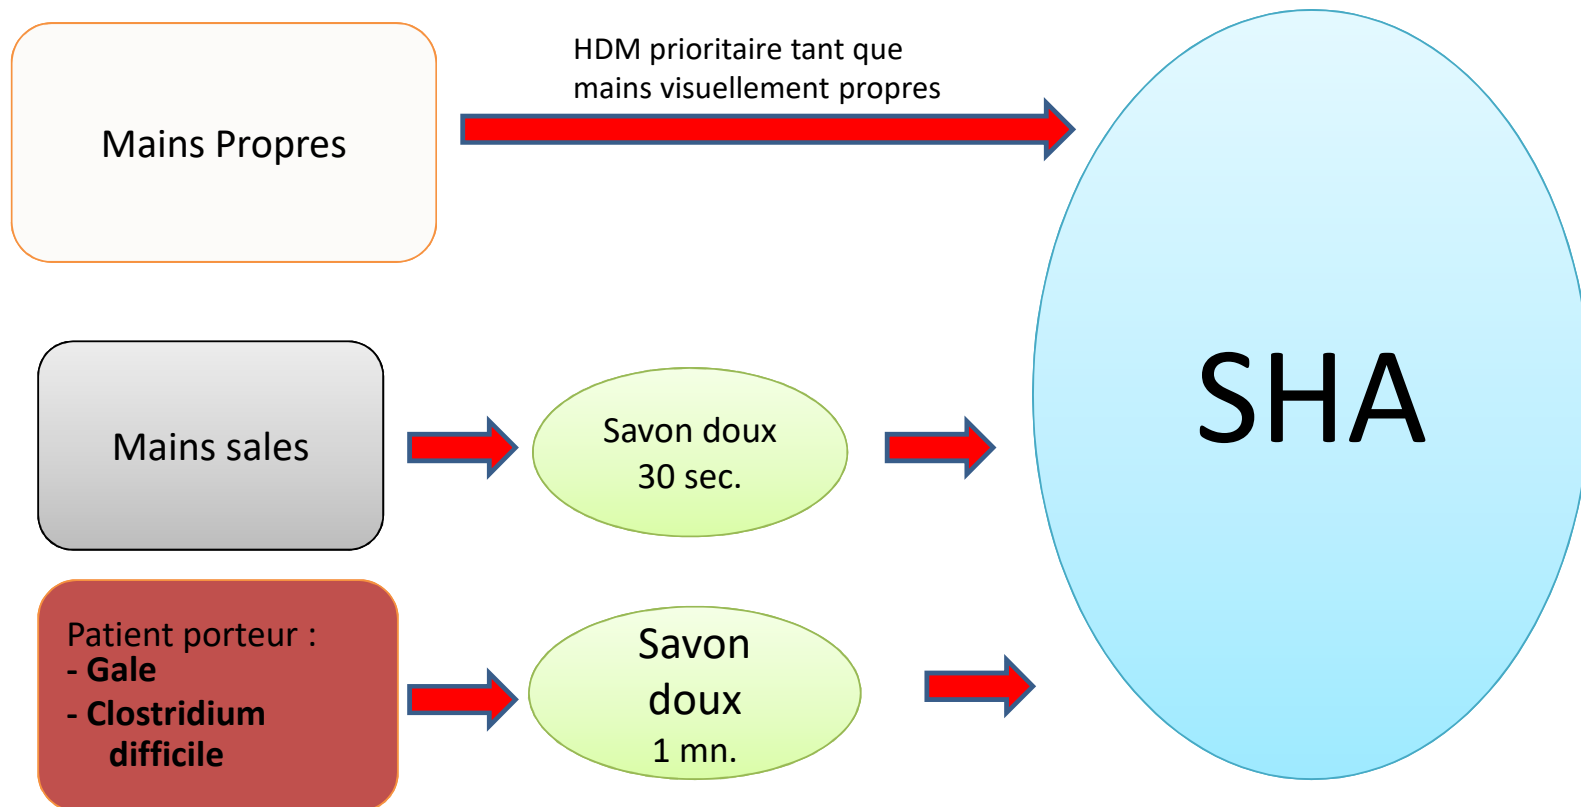 HDM prioritaire tant que
mains visuellement propres
Mains Propres
SHA
Mains sales
Savon doux
30 sec.
Patient porteur :
- Gale
- Clostridium
difficile
Savon
doux
1 mn.